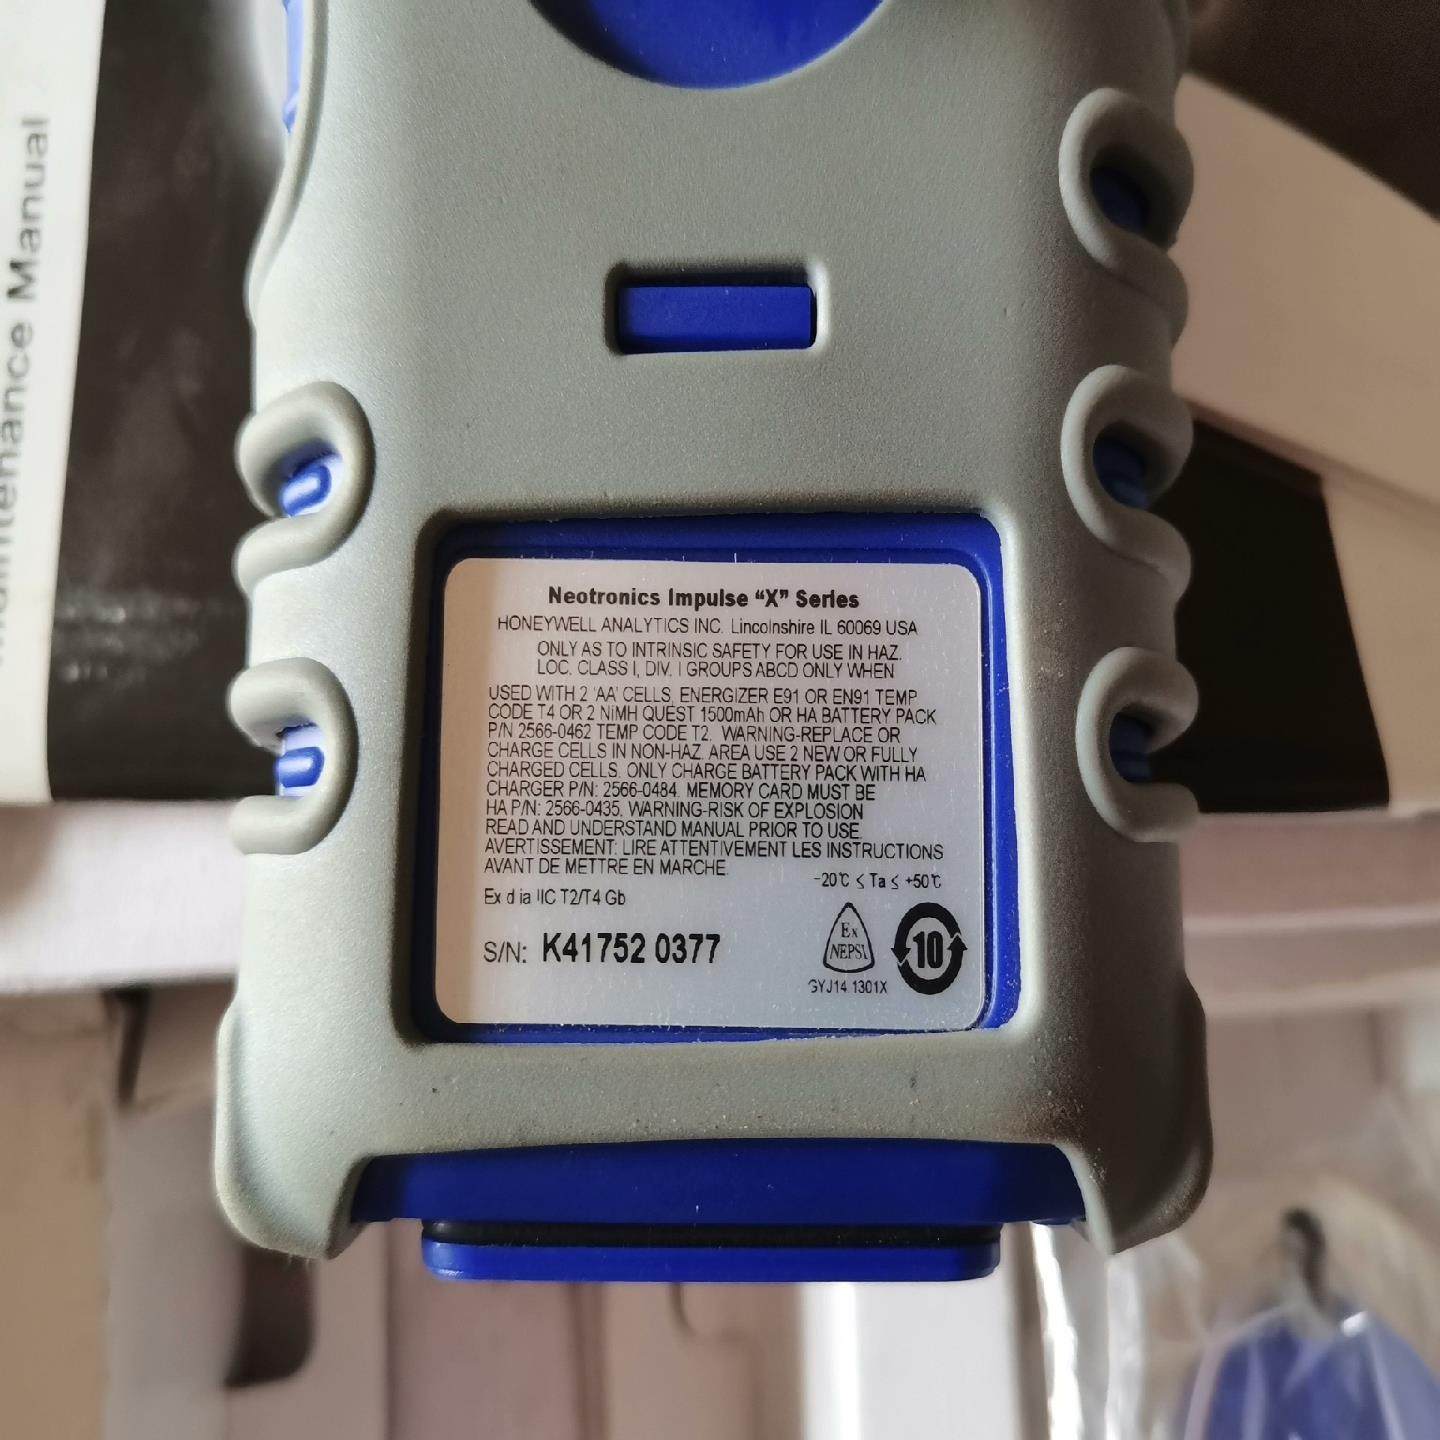 Maintenance Manual
Neotronics Impulse “X” Series
HONEYWELL ANALYTICS INC. Lincolnshire IL 60069 USA
ONLY AS TO INTRINSIC SAFETY FOR USE IN HAZ.
LOC. CLASS I, DIV. I GROUPS ABCD ONLY WHEN
USED WITH 2 'AA' CELLS, ENERGIZER E91 OR EN91 TEMP
CODE T4 OR 2 NiMH QUEST 1500mAh OR HA BATTERY PACK
P/N 2566-0462 TEMP CODE T2. WARNING-REPLACE OR
CHARGE CELLS IN NON-HAZ. AREA USE 2 NEW OR FULLY
CHARGED CELLS. ONLY CHARGE BATTERY PACK WITH HA
CHARGER P/N: 2566-0484. MEMORY CARD MUST BE
HA P/N: 2566-0435. WARNING-RISK OF EXPLOSION
READ AND UNDERSTAND MANUAL PRIOR TO USE.
AVERTISSEMENT: LIRE ATTENTIVEMENT LES INSTRUCTIONS
AVANT DE METTRE EN MARCHE.
-20℃ ≤ Ta ≤ +50℃
Ex d ia IIC T2/T4 Gb
S/N: K41752 0377
Ex
NEPSI
10
GYJ14.1301X